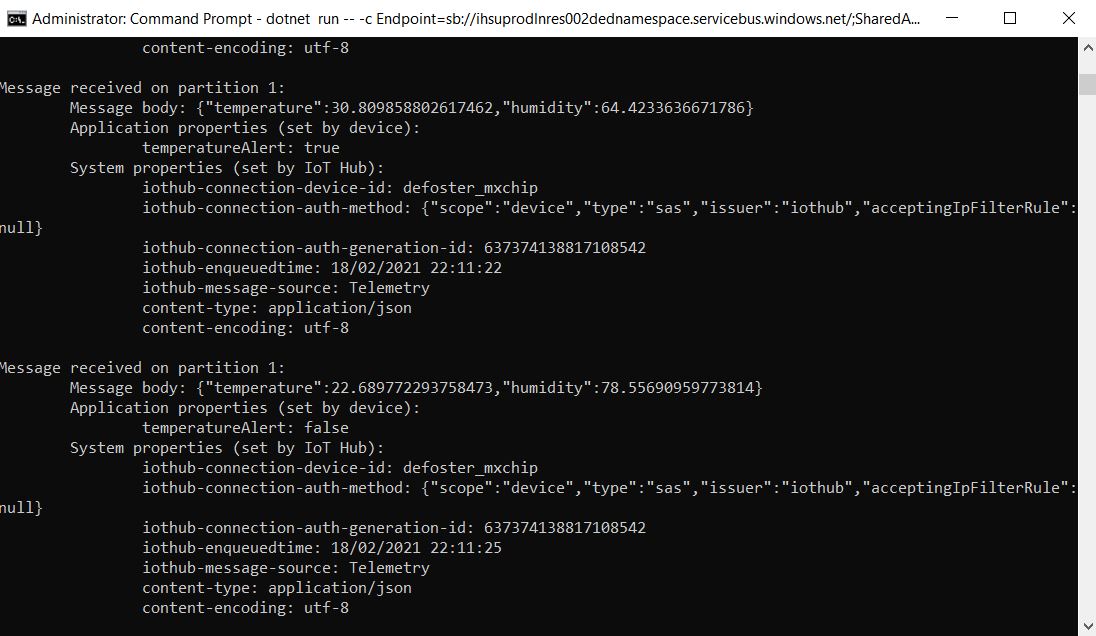 Administrator: Command Prompt - dotnet  run -- -c Endpoint=sb://ihsuprodlnres002dednamespace.servicebus.windows.net/;SharedA...
content-encoding: utf-8
Message received on partition 1:
Message body: {"temperature":30.809858802617462,"humidity":64.4233636671786}
Application properties (set by device):
temperatureAlert: true
System properties (set by IoT Hub):
iothub-connection-device-id: defoster_mxchip
iothub-connection-auth-method: {"scope":"device","type":"sas","issuer":"iothub","acceptingIpFilterRule":
null}
iothub-connection-auth-generation-id: 637374138817108542
iothub-enqueuedtime: 18/02/2021 22:11:22
iothub-message-source: Telemetry
content-type: application/json
content-encoding: utf-8
Message received on partition 1:
Message body: {"temperature":22.689772293758473,"humidity":78.55690959773814}
Application properties (set by device):
temperatureAlert: false
System properties (set by IoT Hub):
iothub-connection-device-id: defoster_mxchip
iothub-connection-auth-method: {"scope":"device","type":"sas","issuer":"iothub","acceptingIpFilterRule":
null}
iothub-connection-auth-generation-id: 637374138817108542
iothub-enqueuedtime: 18/02/2021 22:11:25
iothub-message-source: Telemetry
content-type: application/json
content-encoding: utf-8